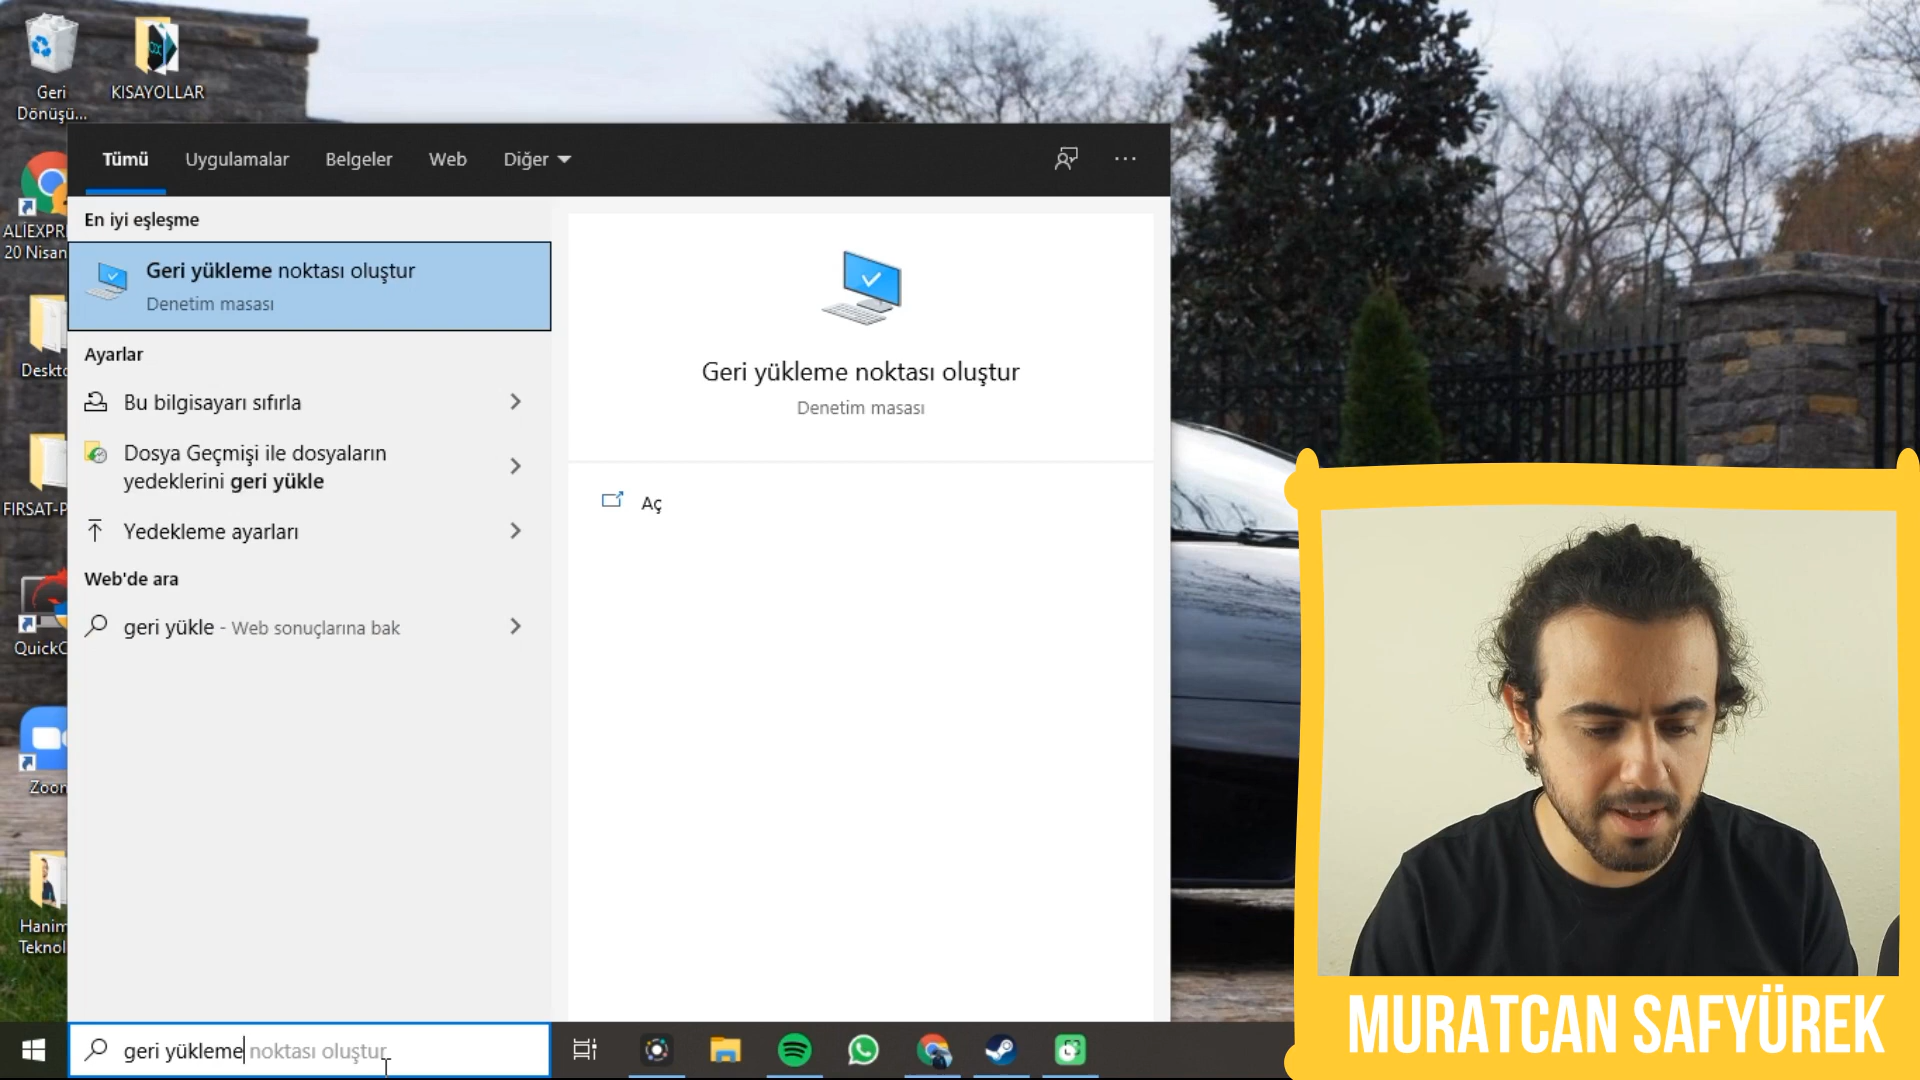 Geri
Dönüşü...
KISAYOLLAR
Tümü
Uygulamalar
Belgeler
Web
Diğer
En iyi eşleşme
Geri yükleme noktası oluştur
Denetim masası
Ayarlar
Bu bilgisayarı sıfırla
Dosya Geçmişi ile dosyaların
yedeklerini geri yükle
Yedekleme ayarları
Web'de ara
geri yükle - Web sonuçlarına bak
Geri yükleme noktası oluştur
Denetim masası
Aç
ALİEXPR
20 Nisan
Deskto
FIRSAT-P
QuickC
Zoom
Hanim
Teknol
geri yükleme noktası oluştur
MURATCAN SAFYÜREK